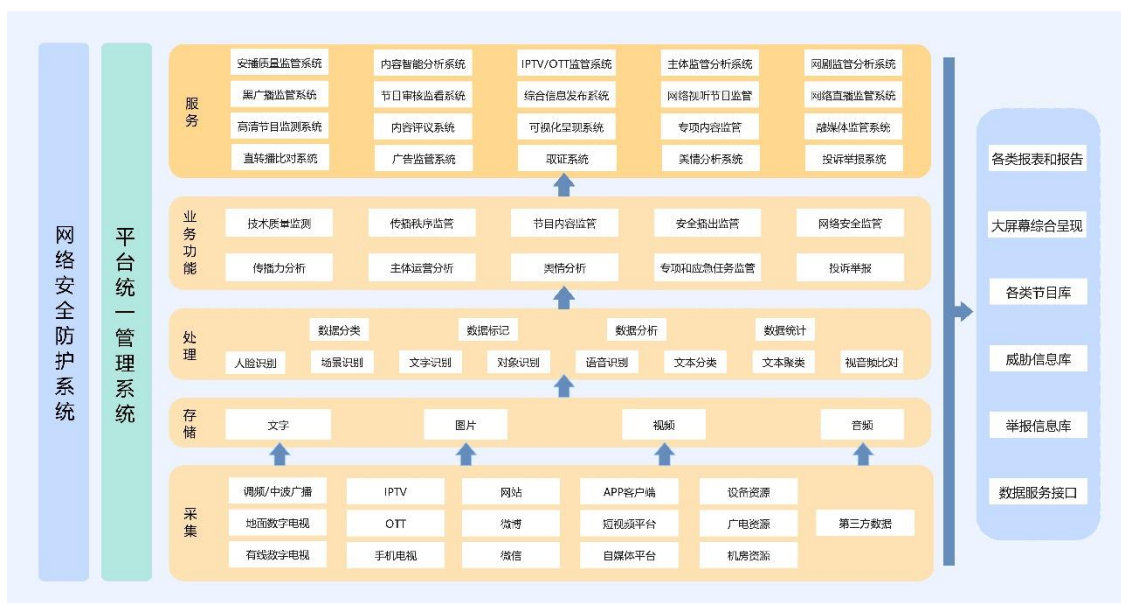 网络安全防护系统
平台统一管理系统
服务
安播质量监管系统
内容智能分析系统
IPTV/OTT监管系统
主体监管分析系统
网剧监管分析系统
黑广播监管系统
节目审核监看系统
综合信息发布系统
网络视听节目监管
网络直播监管系统
高清节目监测系统
内容评议系统
可视化呈现系统
专项内容监管
融媒体监管系统
直转播比对系统
广告监管系统
取证系统
舆情分析系统
投诉举报系统
业务功能
技术质量监测
传播秩序监管
节目内容监管
安全播出监管
网络安全监管
传播力分析
主体运营分析
舆情分析
专项和应急任务监管
投诉举报
处理
数据分类
数据标记
数据分析
数据统计
人脸识别
场景识别
文字识别
对象识别
语音识别
文本分类
文本聚类
视音频比对
存储
文字
图片
视频
音频
采集
调频/中波广播
IPTV
网站
APP客户端
设备资源
地面数字电视
OTT
微博
短视频平台
广电资源
第三方数据
有线数字电视
手机电视
微信
自媒体平台
机房资源
各类报表和报告
大屏幕综合呈现
各类节目库
威胁信息库
举报信息库
数据服务接口